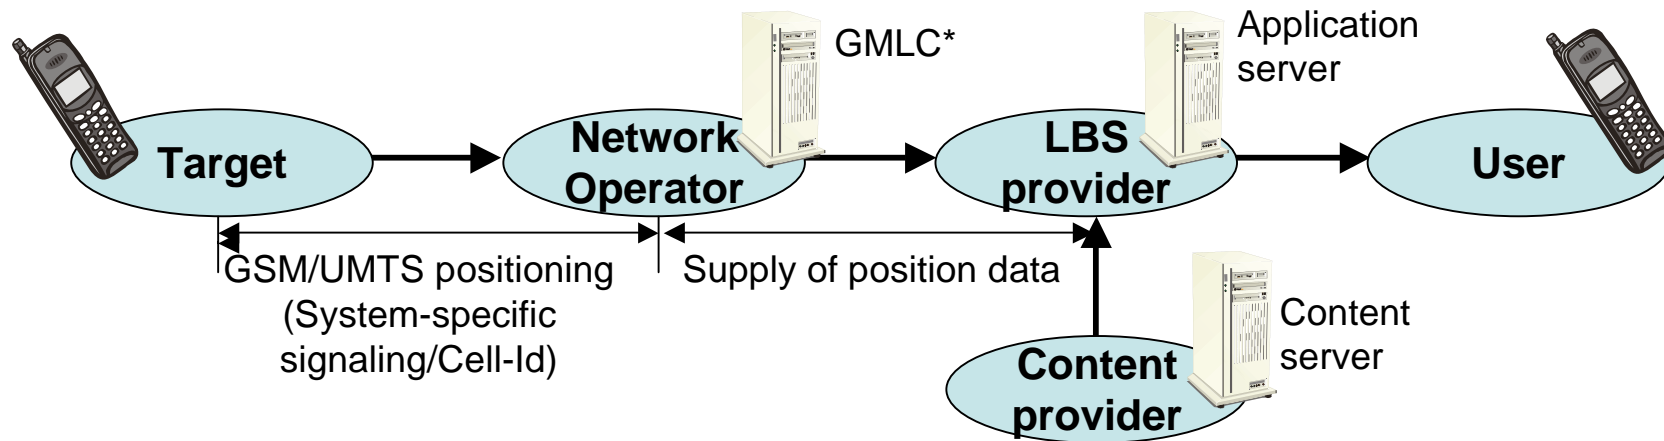 GMLC*
Application
server
Target
Network
Operator
LBS
provider
User
GSM/UMTS positioning
(System-specific
signaling/Cell-Id)
Supply of position data
Content
provider
Content
server